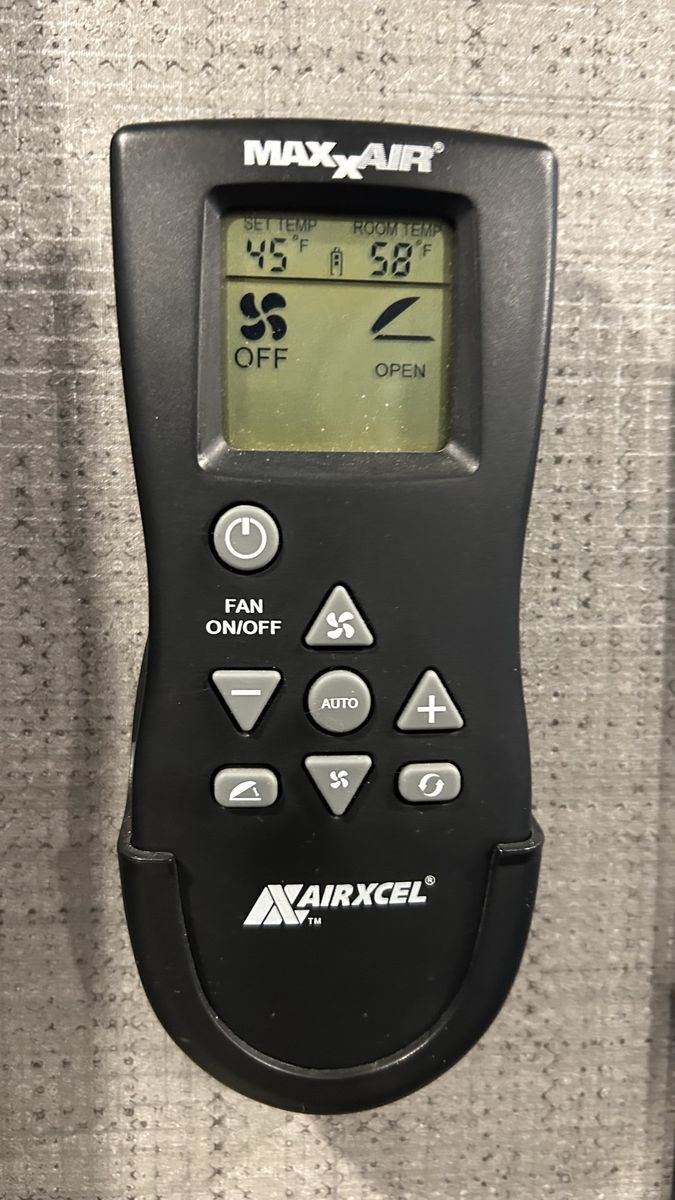 MAXXAIR®
SET TEMP ROOM TEMP
45°F 58°F
OFF OPEN
FAN
ON/OFF
− AUTO +
AIRXCEL®
TM